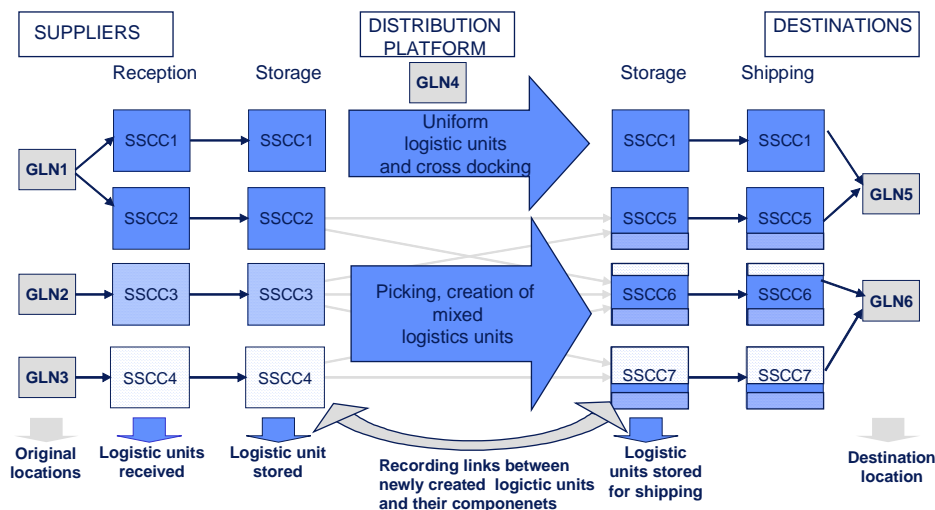 SUPPLIERS
DISTRIBUTION
PLATFORM
DESTINATIONS
Reception
Storage
GLN4
Storage
Shipping
SSCC1
SSCC1
Uniform
logistic units
and cross docking
SSCC1
SSCC1
GLN1
SSCC2
SSCC2
SSCC5
SSCC5
GLN5
GLN2
SSCC3
SSCC3
Picking, creation of
mixed
logistics units
SSCC6
SSCC6
GLN6
GLN3
SSCC4
SSCC4
SSCC7
SSCC7
Original
locations
Logistic units
received
Logistic unit
stored
Recording links between
newly created logictic units
and their componenets
Logistic
units stored
for shipping
Destination
location